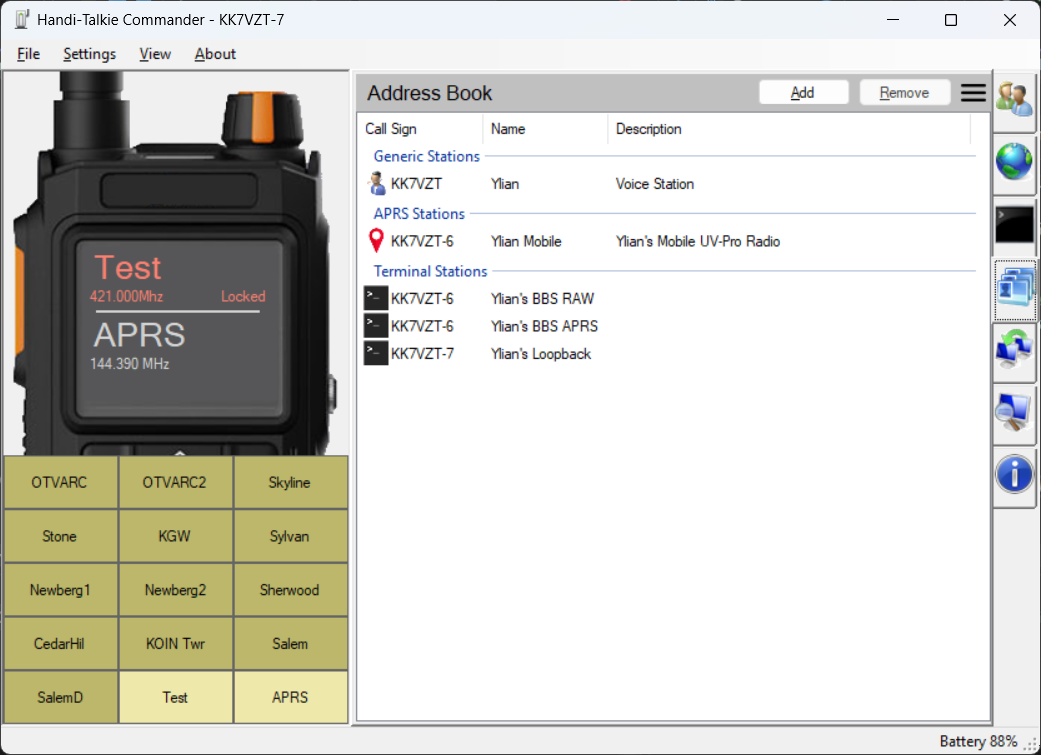 Handi-Talkie Commander - KK7VZT-7
File Settings View About
Test
421.000Mhz Locked
APRS
144.390 MHz
OTVARC OTVARC2 Skyline
Stone KGW Sylvan
Newberg1 Newberg2 Sherwood
CedarHil KOIN Twr Salem
SalemD Test APRS
Address Book Add Remove
Call Sign Name Description
Generic Stations
KK7VZT Ylian Voice Station
APRS Stations
KK7VZT-6 Ylian Mobile Ylian's Mobile UV-Pro Radio
Terminal Stations
KK7VZT-6 Ylian's BBS RAW
KK7VZT-6 Ylian's BBS APRS
KK7VZT-7 Ylian's Loopback
Battery 88%